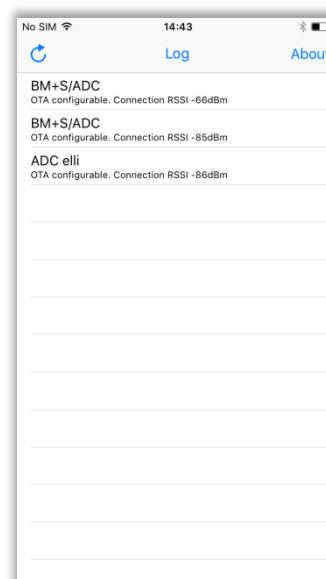 No SIM 14:43
Log About
BM+S/ADC
OTA configurable. Connection RSSI -66dBm
BM+S/ADC
OTA configurable. Connection RSSI -85dBm
ADC elli
OTA configurable. Connection RSSI -86dBm